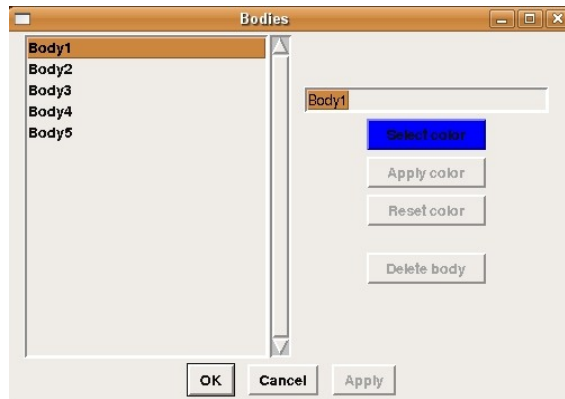 Bodies
Body1
Body2
Body3
Body4
Body5
Body1
Select color
Apply color
Reset color
Delete body
OK Cancel Apply